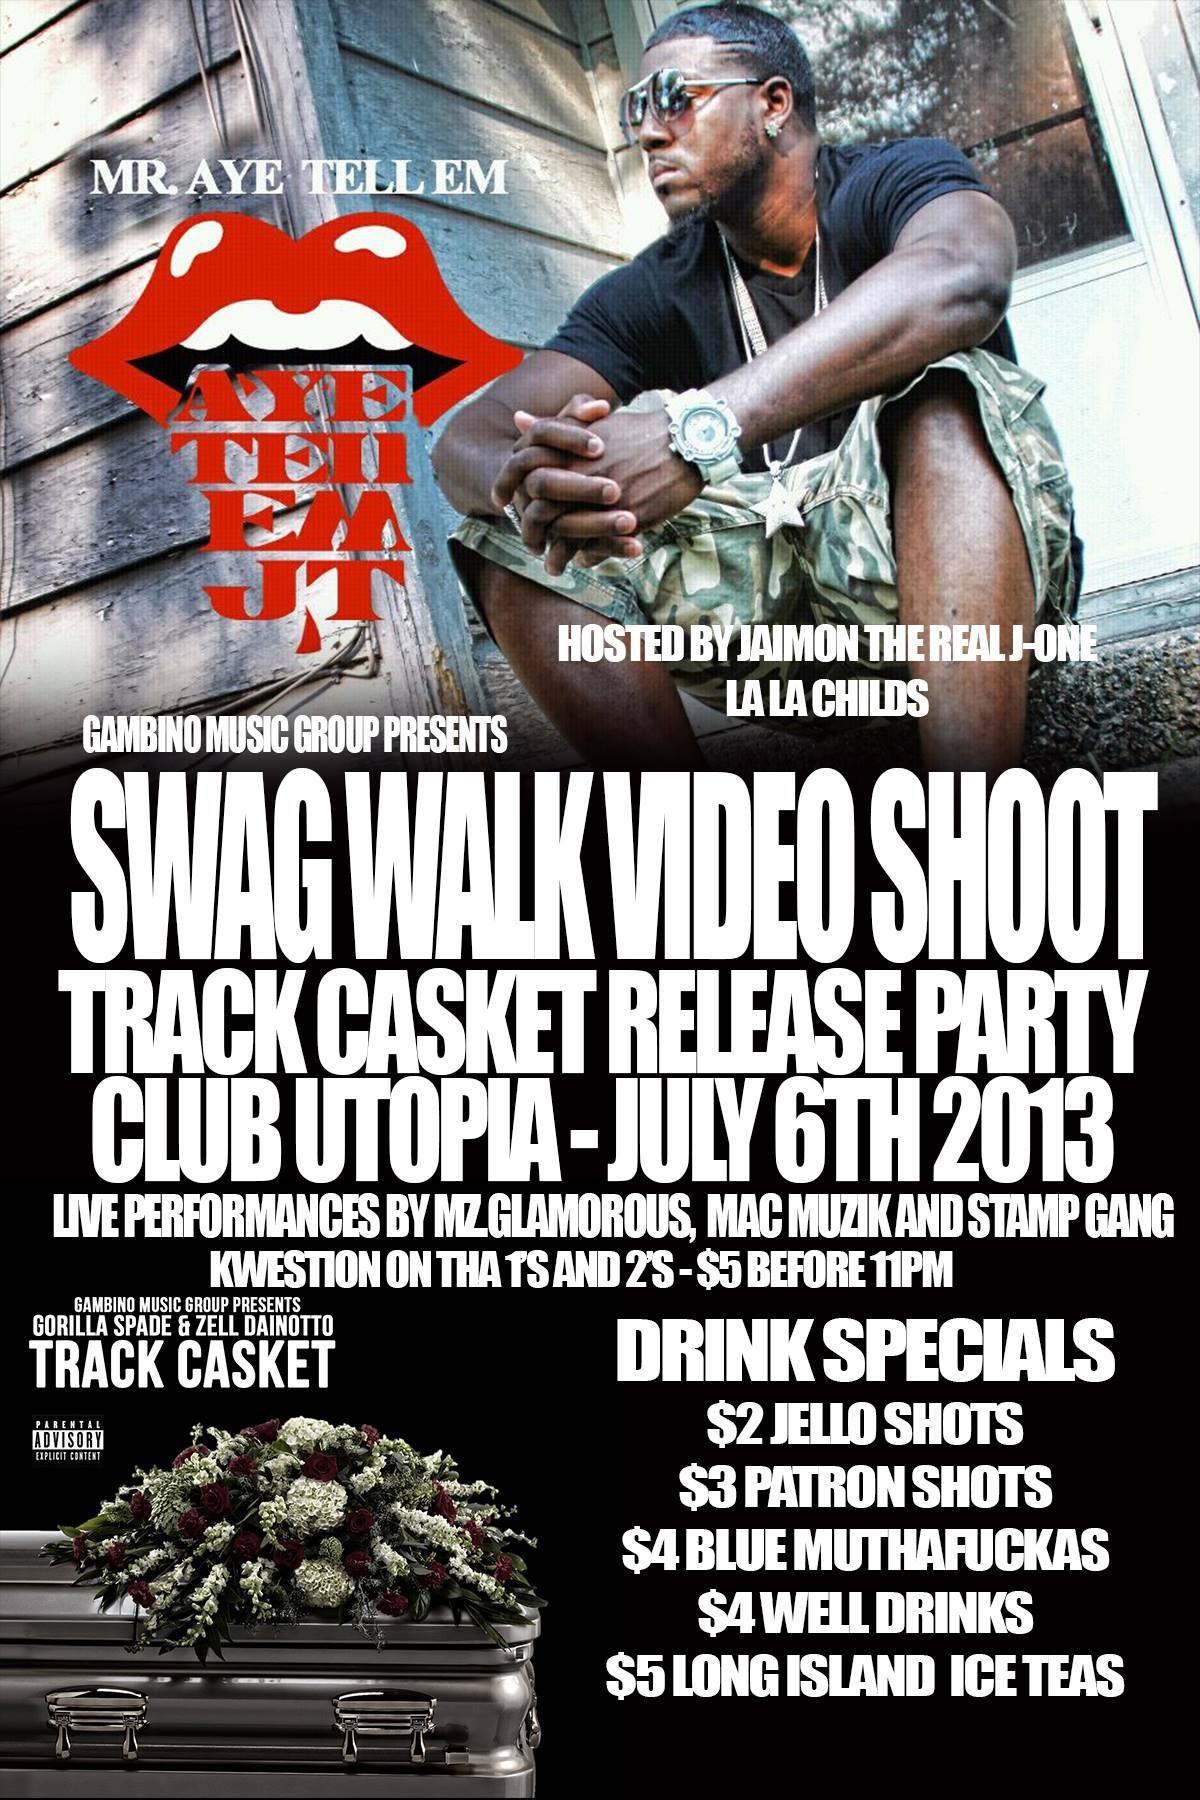 MR. AYE TELL EM
AYE
TEll
EM
JT
HOSTED BY JAIMON THE REAL J-ONE
LA LA CHILDS
GAMBINO MUSIC GROUP PRESENTS
SWAG WALK VIDEO SHOOT
TRACK CASKET RELEASE PARTY
CLUB UTOPIA - JULY 6TH 2013
LIVE PERFORMANCES BY MZ.GLAMOROUS, MAC MUZIK AND STAMP GANG
KWESTION ON THA 1'S AND 2'S - $5 BEFORE 11PM
GAMBINO MUSIC GROUP PRESENTS
GORILLA SPADE & ZELL DAINOTTO
TRACK CASKET
PARENTAL
ADVISORY
EXPLICIT CONTENT
DRINK SPECIALS
$2 JELLO SHOTS
$3 PATRON SHOTS
$4 BLUE MUTHAFUCKAS
$4 WELL DRINKS
$5 LONG ISLAND ICE TEAS